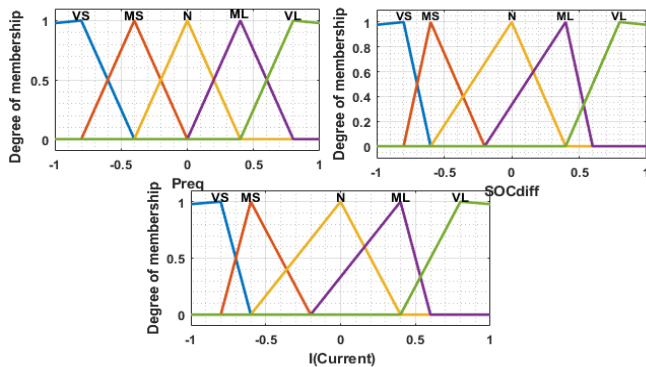 VS MS N ML VL
1
0.5
0
Degree of membership
-1 -0.5 0 0.5 1
Preq
VS MS N ML VL
1
0.8
0.6
0.4
0.2
0
Degree of membership
-1 -0.5 0 0.5 1
SOCdiff
VS MS N ML VL
1
0.5
0
Degree of membership
-1 -0.5 0 0.5 1
I(Current)